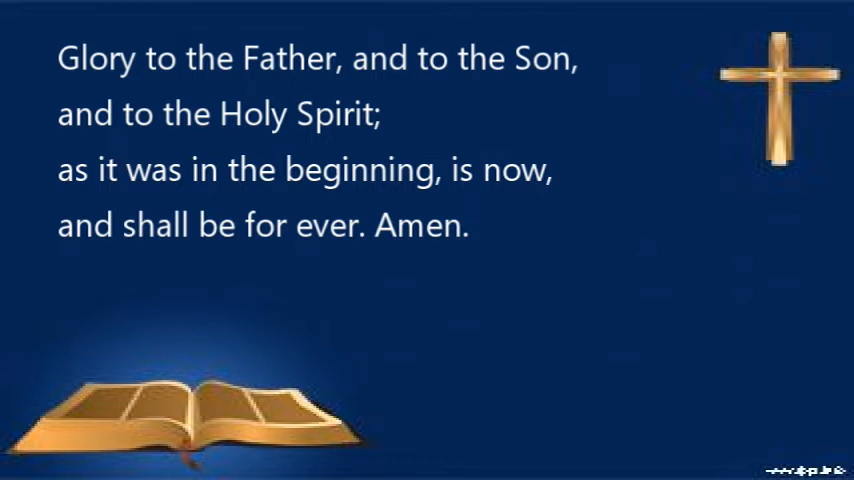 Glory to the Father, and to the Son,
and to the Holy Spirit;
as it was in the beginning, is now,
and shall be for ever. Amen.